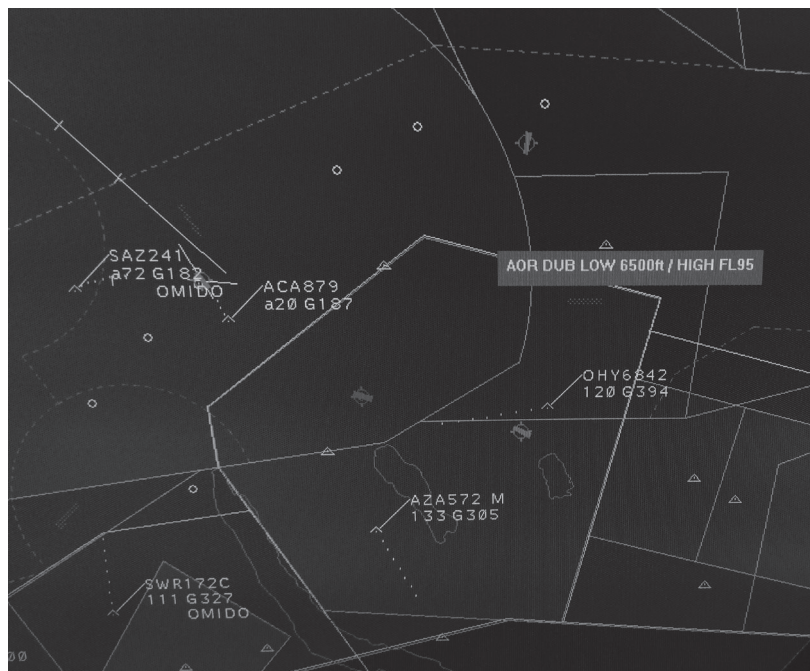 SAZ241
a72 G182
OMIDO
ACA879
a20 G187
AOR DUB LOW 6500ft / HIGH FL95
OHY6842
120 G394
AZA572 M
133 G305
SWR172C
111 G327
OMIDO
00